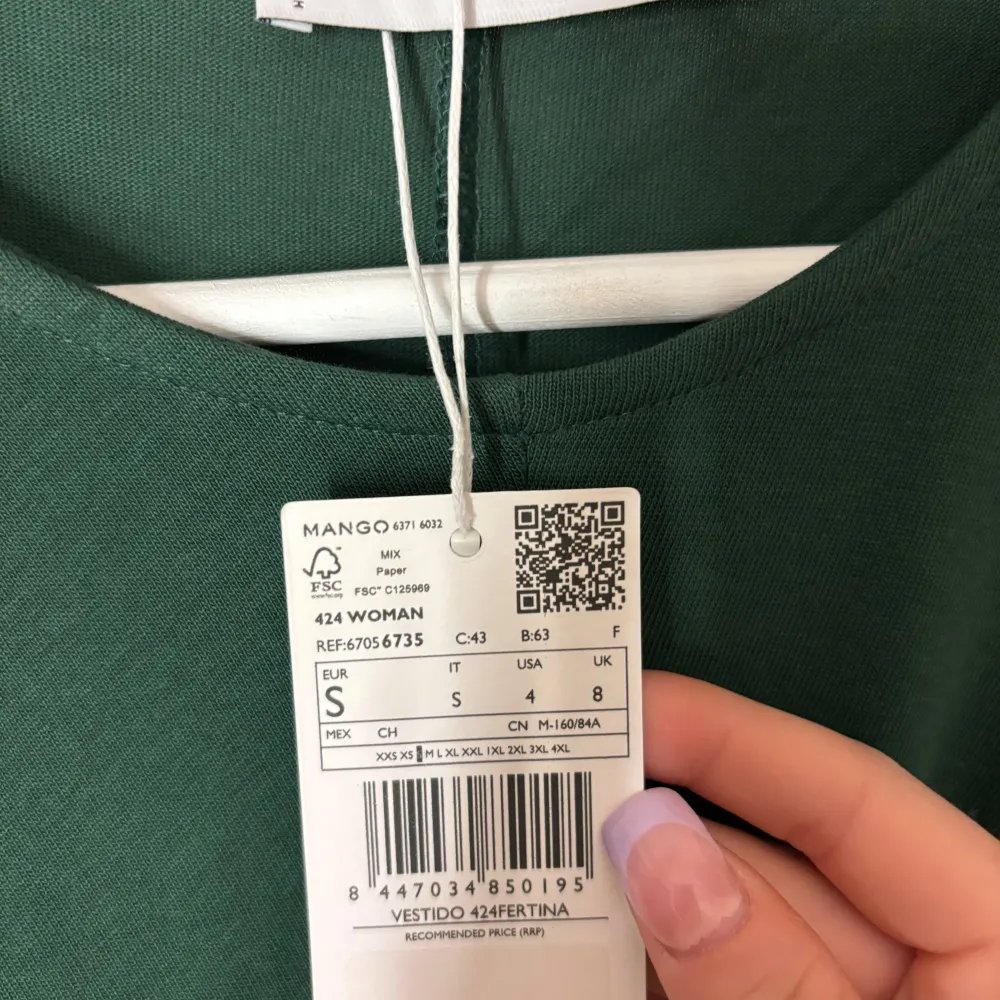 MANGO 6371 6032
MIX
Paper
FSC™ C125969
FSC
www.fsc.org
424 WOMAN
REF:67056735 C:43 B:63 F
EUR IT USA UK
S S 4 8
MEX CH CN M-160/84A
XXS XS S M L XL XXL 1XL 2XL 3XL 4XL
8 447034 850195
VESTIDO 424FERTINA
RECOMMENDED PRICE (RRP)